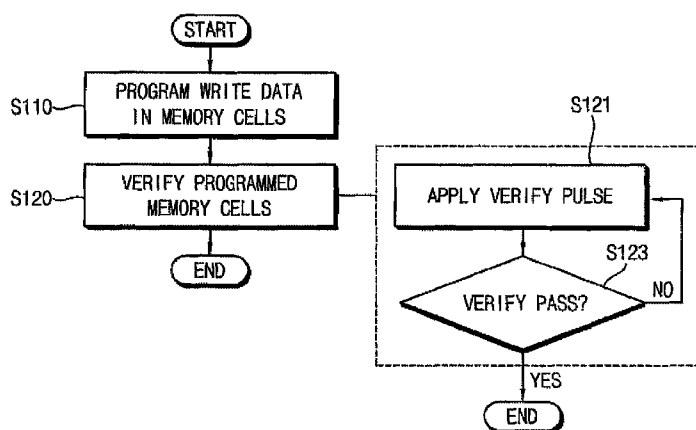 START
S110
PROGRAM WRITE DATA
IN MEMORY CELLS
S120
VERIFY PROGRAMMED
MEMORY CELLS
END
S121
APPLY VERIFY PULSE
S123
VERIFY PASS?
NO
YES
END